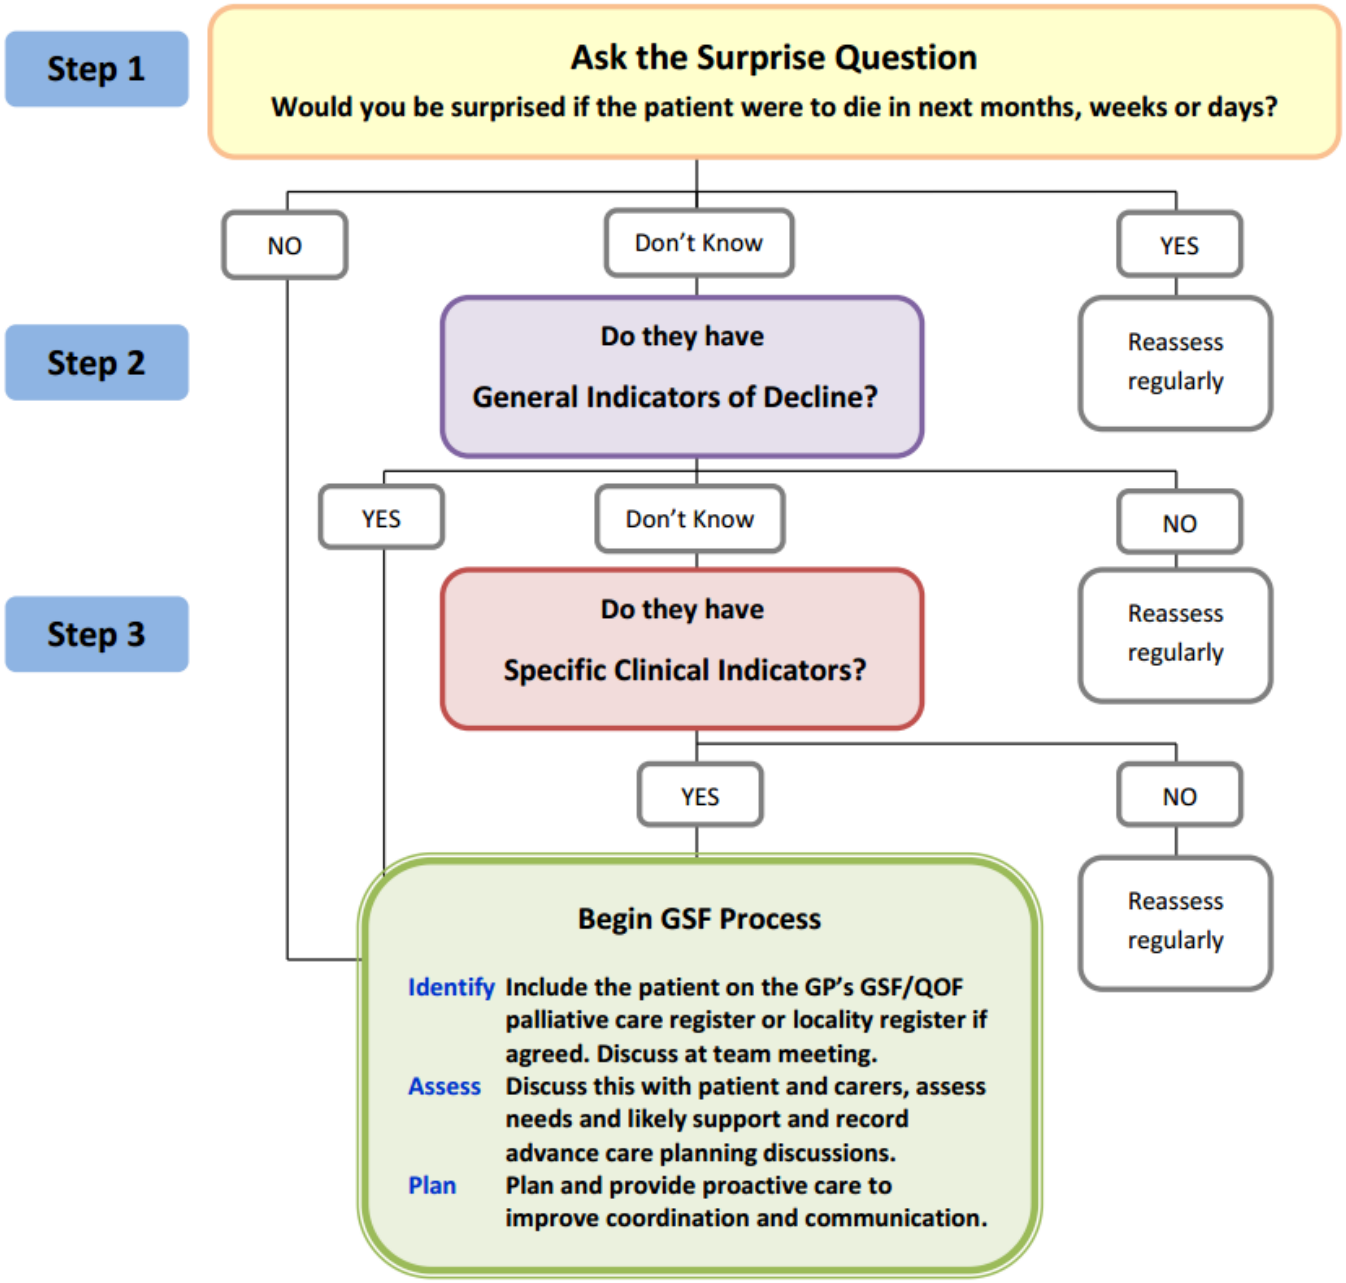 Step 1
Ask the Surprise Question
Would you be surprised if the patient were to die in next months, weeks or days?
NO
Don’t Know
YES
Step 2
Do they have
General Indicators of Decline?
Reassess
regularly
YES
Don’t Know
NO
Step 3
Do they have
Specific Clinical Indicators?
Reassess
regularly
YES
NO
Reassess
regularly
Begin GSF Process
Identify Include the patient on the GP’s GSF/QOF
palliative care register or locality register if
agreed. Discuss at team meeting.
Assess Discuss this with patient and carers, assess
needs and likely support and record
advance care planning discussions.
Plan Plan and provide proactive care to
improve coordination and communication.